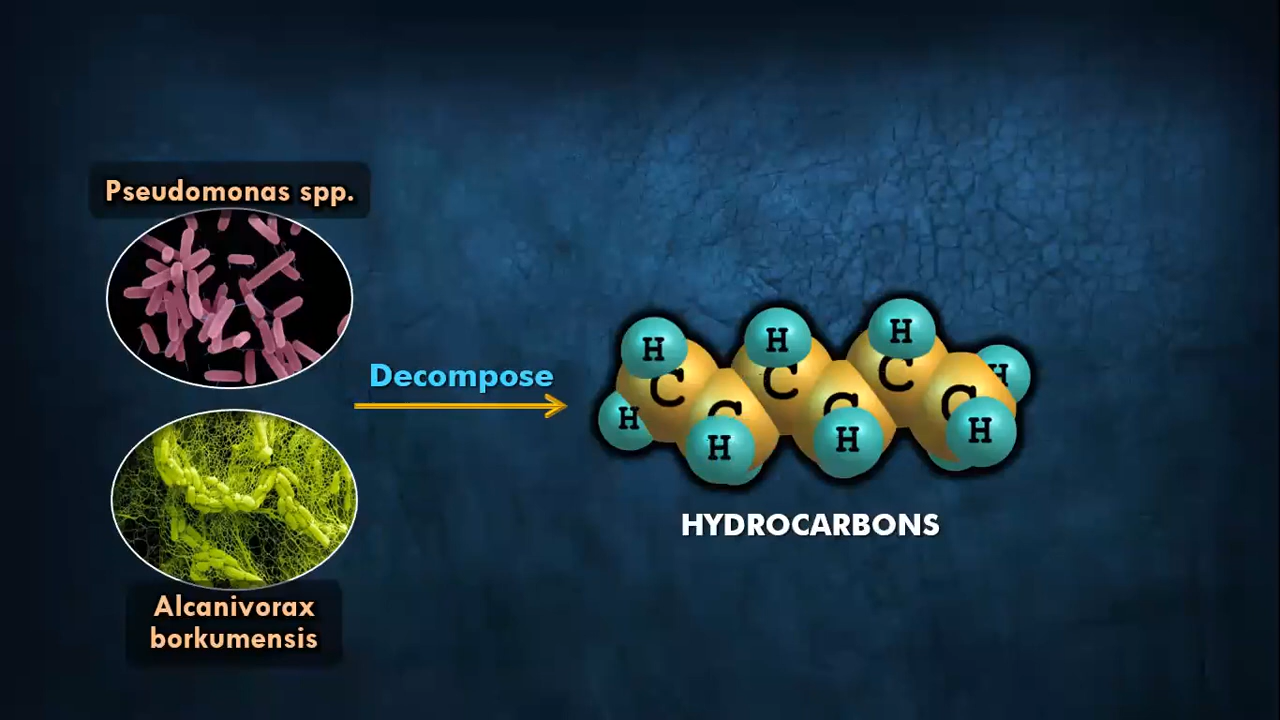 Pseudomonas spp.
Decompose
Alcanivorax
borkumensis
H
H
H
H
C
C
C
H
C
C
C
H
H
H
H
HYDROCARBONS